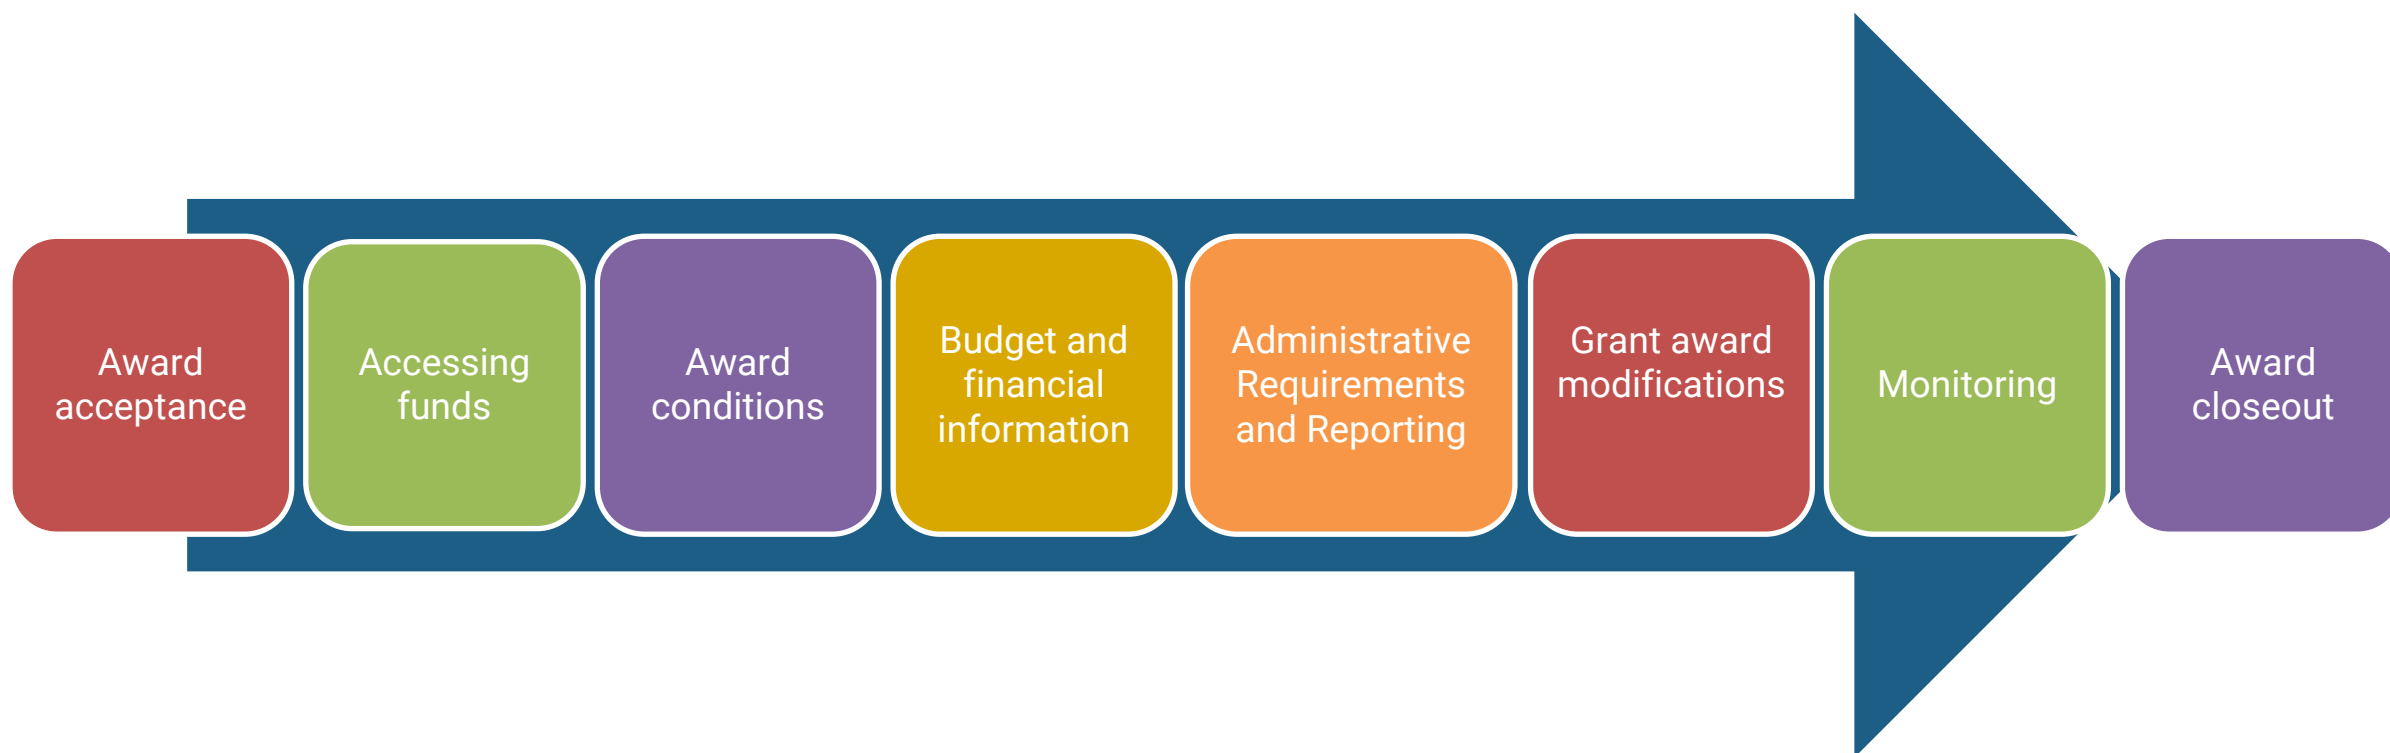 Award
acceptance
Accessing
funds
Award
conditions
Budget and
financial
information
Administrative
Requirements
and Reporting
Grant award
modifications
Monitoring
Award
closeout